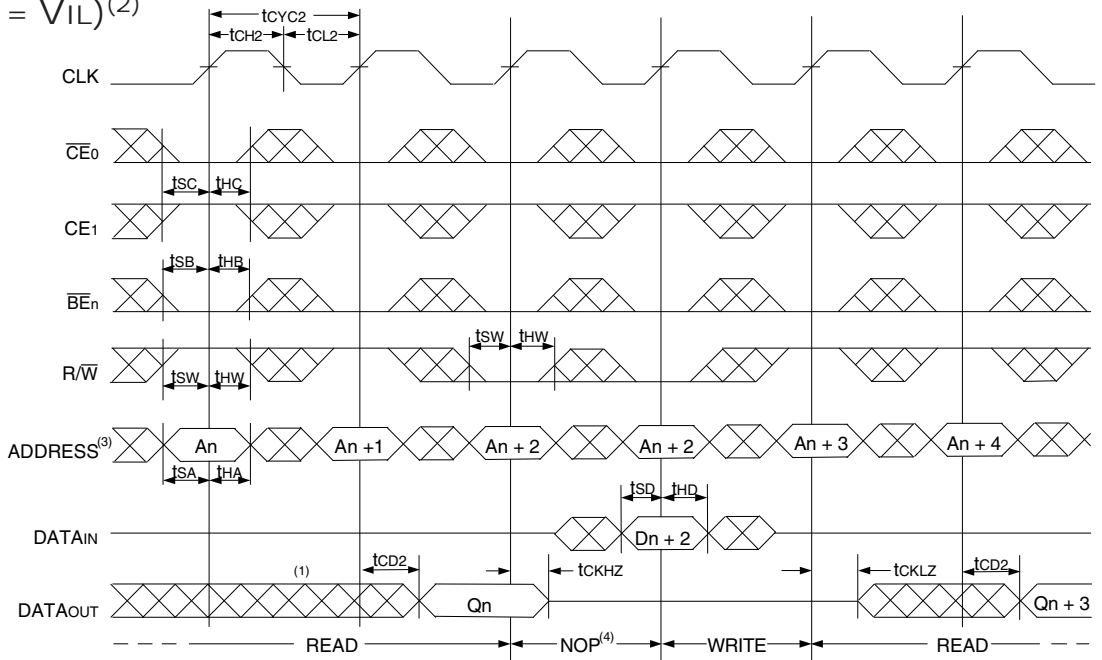 = VIL)(2)
tCYC2
tCH2 tCL2
CLK
CE0
tSC tHC
CE1
tSB tHB
BEn
tSW tHW
R/W
tSW tHW
ADDRESS(3) An An +1 An + 2 An + 2 An + 3 An + 4
tSA tHA
tSD tHD
DATAIN Dn + 2
(1) tCD2 tCKHZ tCKLZ tCD2
DATAOUT Qn Qn + 3
READ NOP(4) WRITE READ